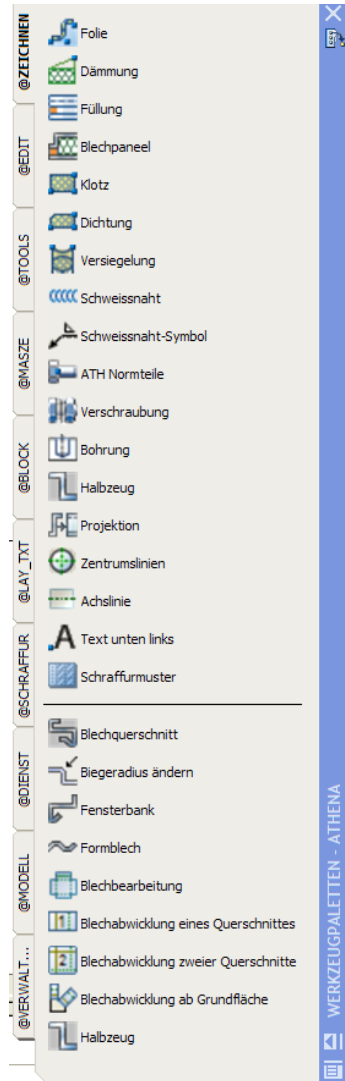 @ZEICHNEN
@EDIT
@TOOLS
@MASZE
@BLOCK
@LAY_TXT
@SCHRAFFUR
@DIENST
@MODELL
@VERWALT...
Folie
Dämmung
Füllung
Blechpaneel
Klotz
Dichtung
Versiegelung
Schweissnaht
Schweissnaht-Symbol
ATH Normteile
Verschraubung
Bohrung
Halbzeug
Projektion
Zentrumslinien
Achslinie
Text unten links
Schraffurmuster
Blechquerschnitt
Biegeradius ändern
Fensterbank
Formblech
Blechbearbeitung
Blechabwicklung eines Querschnittes
Blechabwicklung zweier Querschnitte
Blechabwicklung ab Grundfläche
Halbzeug
WERKZEUGPALETTEN - ATHENA